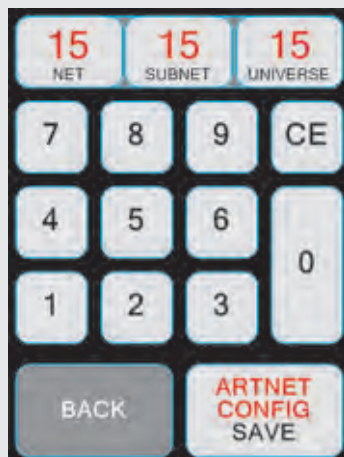 15 15 15
NET SUBNET UNIVERSE
7 8 9 CE
4 5 6
0
1 2 3
BACK
ARTNET
CONFIG
SAVE